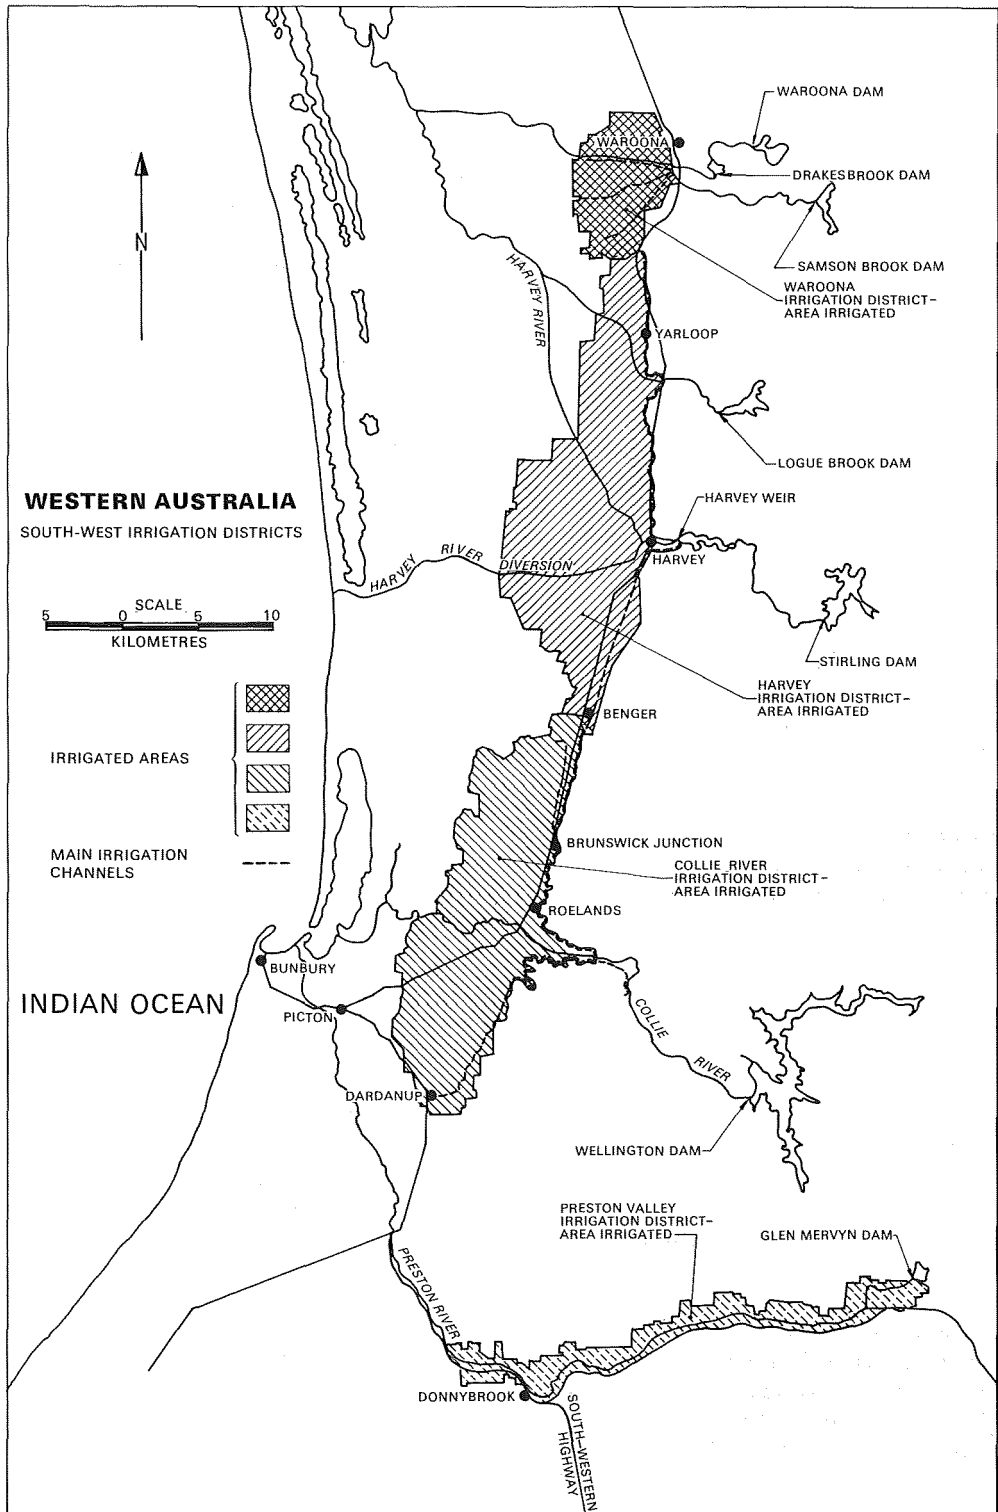 WAROONA DAM
WAROONA
DRAKESBROOK DAM
N
SAMSON BROOK DAM
WAROONA
IRRIGATION DISTRICT–
AREA IRRIGATED
HARVEY RIVER
YARLOOP
LOGUE BROOK DAM
WESTERN AUSTRALIA
SOUTH-WEST IRRIGATION DISTRICTS
HARVEY WEIR
HARVEY
HARVEY RIVER DIVERSION
SCALE
5 0 5 10
KILOMETRES
STIRLING DAM
HARVEY
IRRIGATION DISTRICT–
AREA IRRIGATED
BENGER
IRRIGATED AREAS
MAIN IRRIGATION
CHANNELS
BRUNSWICK JUNCTION
COLLIE RIVER
IRRIGATION DISTRICT–
AREA IRRIGATED
ROELANDS
BUNBURY
INDIAN OCEAN
PICTON
COLLIE RIVER
DARDANUP
WELLINGTON DAM
PRESTON VALLEY
IRRIGATION DISTRICT–
AREA IRRIGATED
GLEN MERVYN DAM
PRESTON RIVER
DONNYBROOK
SOUTH–WESTERN
HIGHWAY